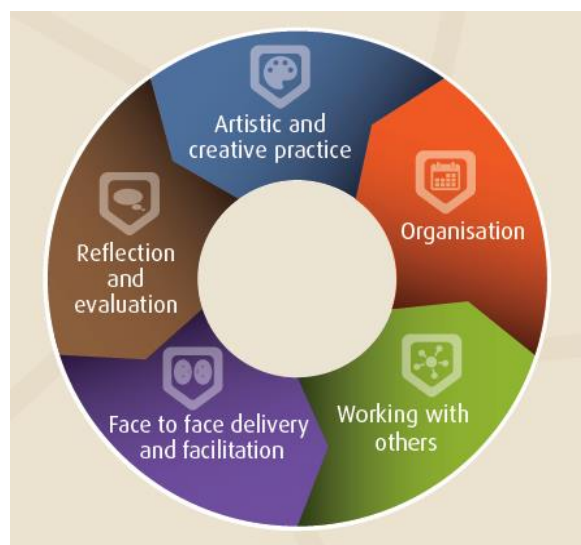 Artistic and
creative practice
Organisation
Working with
others
Face to face delivery
and facilitation
Reflection
and
evaluation